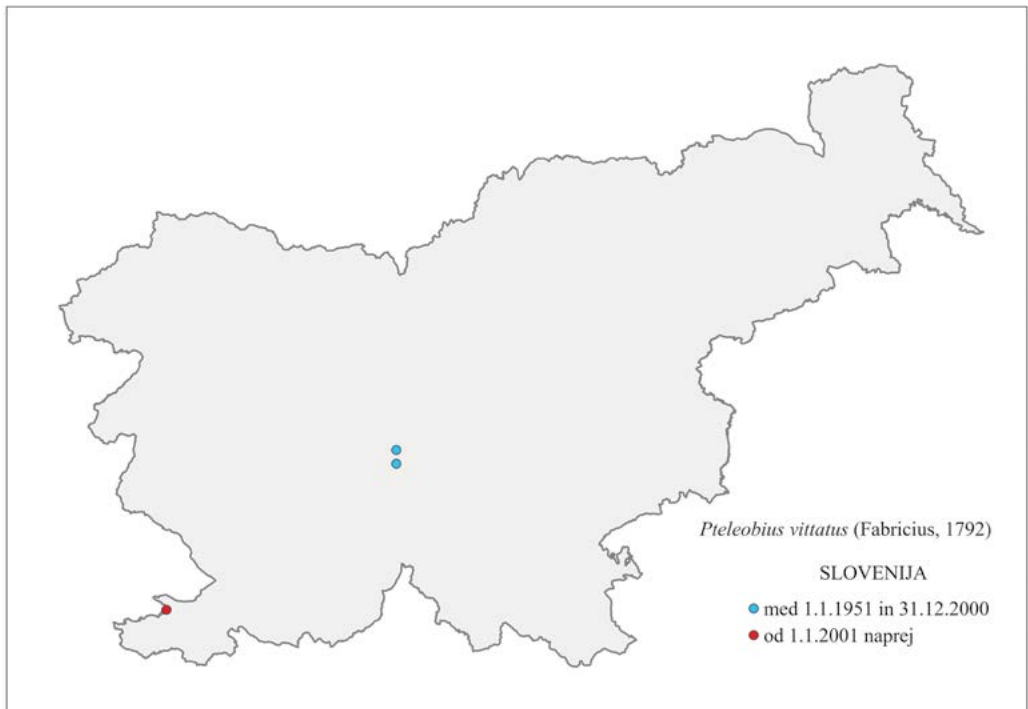 Pteleobius vittatus (Fabricius, 1792)
SLOVENIJA
med 1.1.1951 in 31.12.2000
od 1.1.2001 naprej